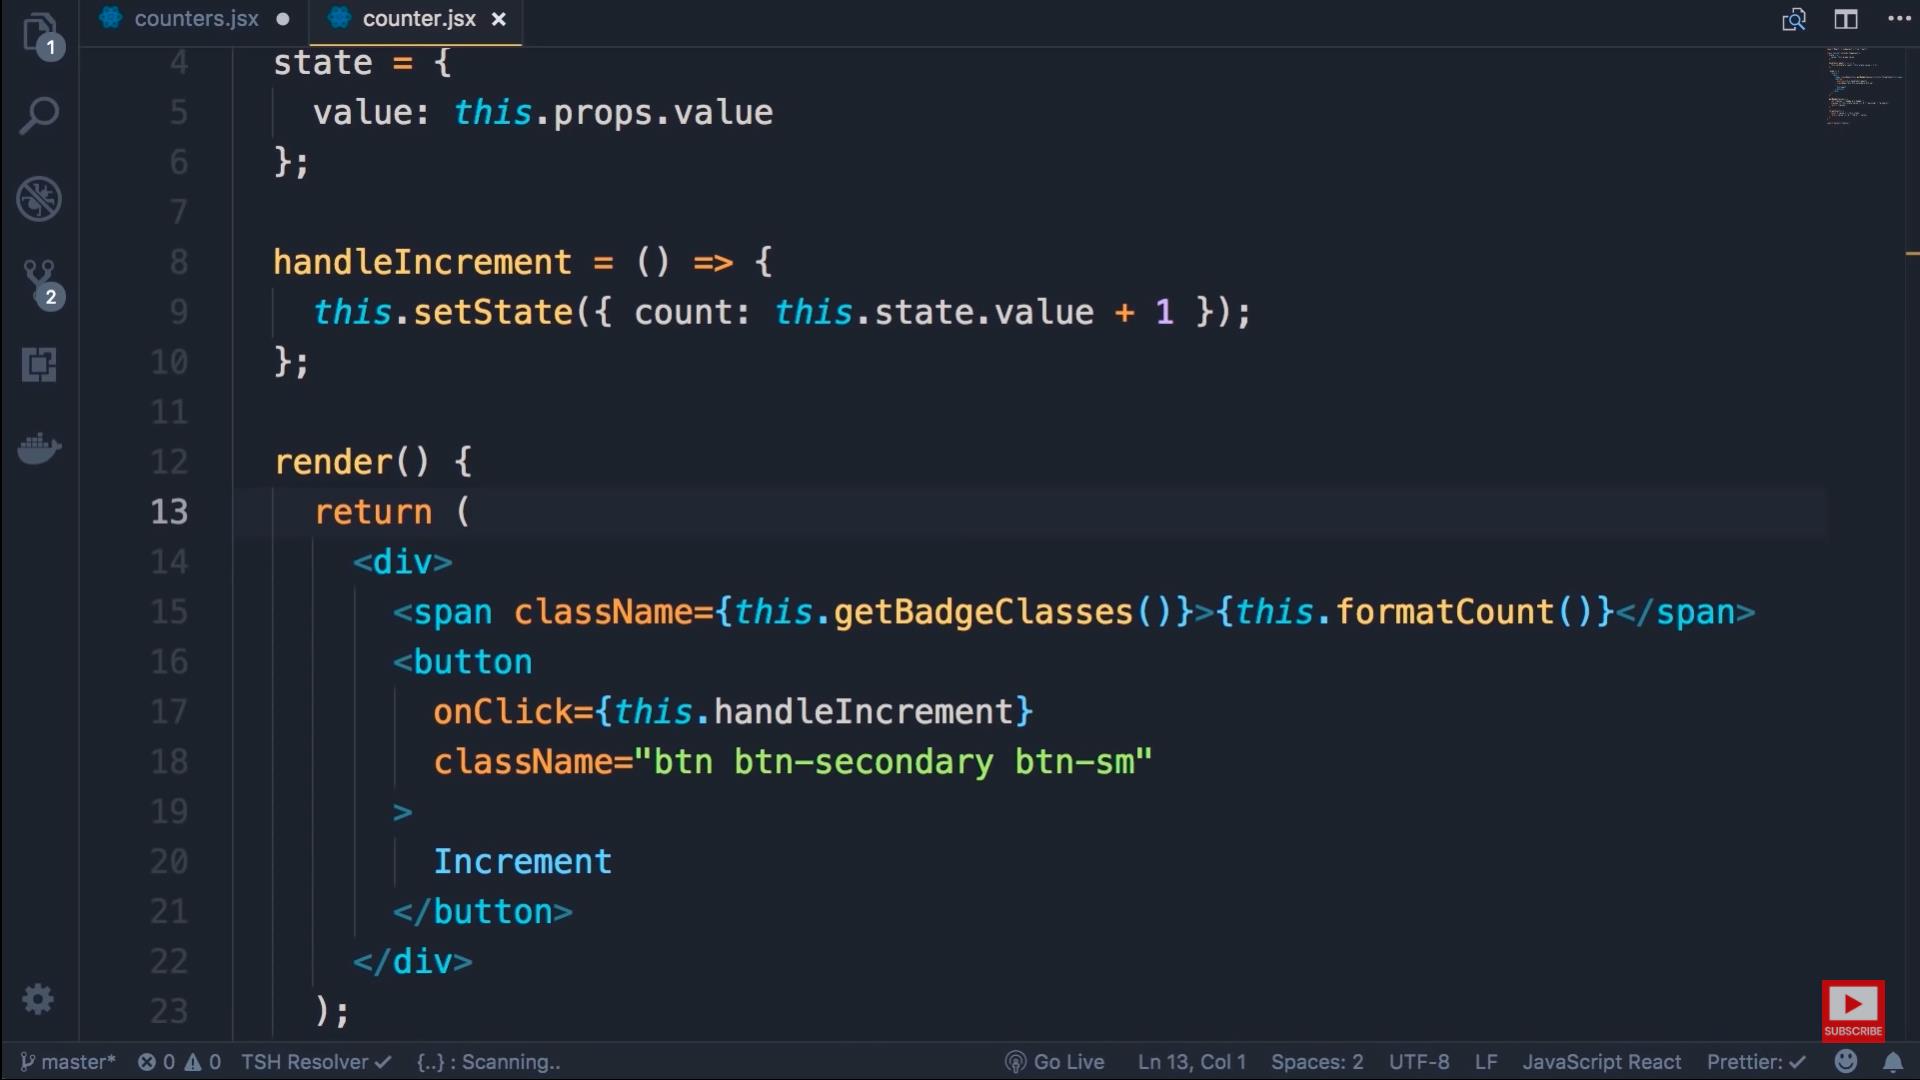 1
counters.jsx
counter.jsx
4 state = {
5 value: this.props.value
6 };
7
8 handleIncrement = () => {
9 this.setState({ count: this.state.value + 1 });
10 };
11
12 render() {
13 return (
14 <div>
15 <span className={this.getBadgeClasses()}>{this.formatCount()}</span>
16 <button
17 onClick={this.handleIncrement}
18 className="btn btn-secondary btn-sm"
19 >
20 Increment
21 </button>
22 </div>
23 );
2
SUBSCRIBE
master* 0 0 TSH Resolver {..} : Scanning.. Go Live Ln 13, Col 1 Spaces: 2 UTF-8 LF JavaScript React Prettier: